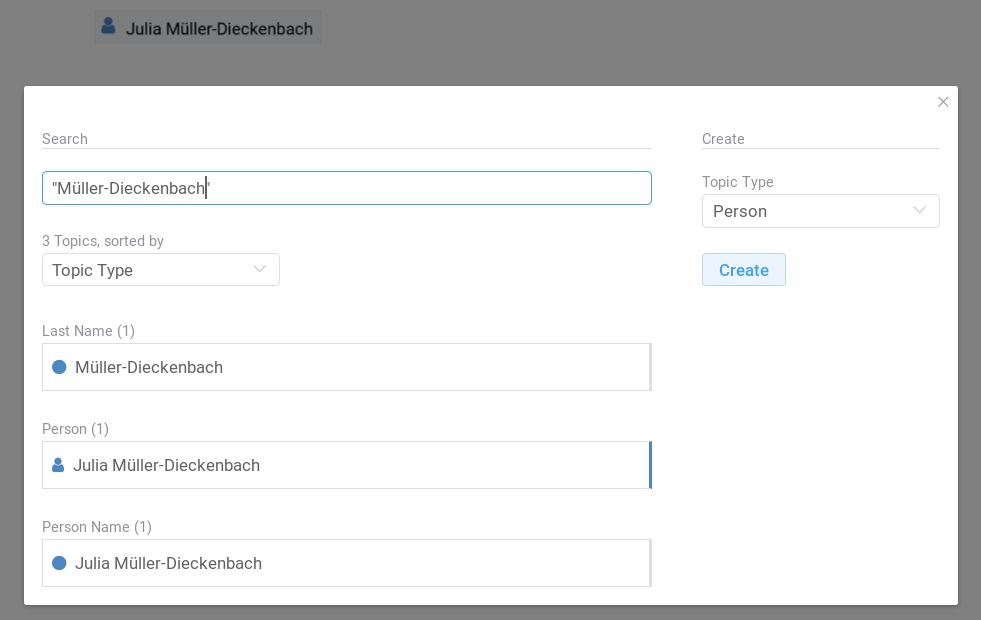 Julia Müller-Dieckenbach
Search
"Müller-Dieckenbach"
3 Topics, sorted by
Topic Type
Last Name (1)
Müller-Dieckenbach
Person (1)
Julia Müller-Dieckenbach
Person Name (1)
Julia Müller-Dieckenbach
Create
Topic Type
Person
Create